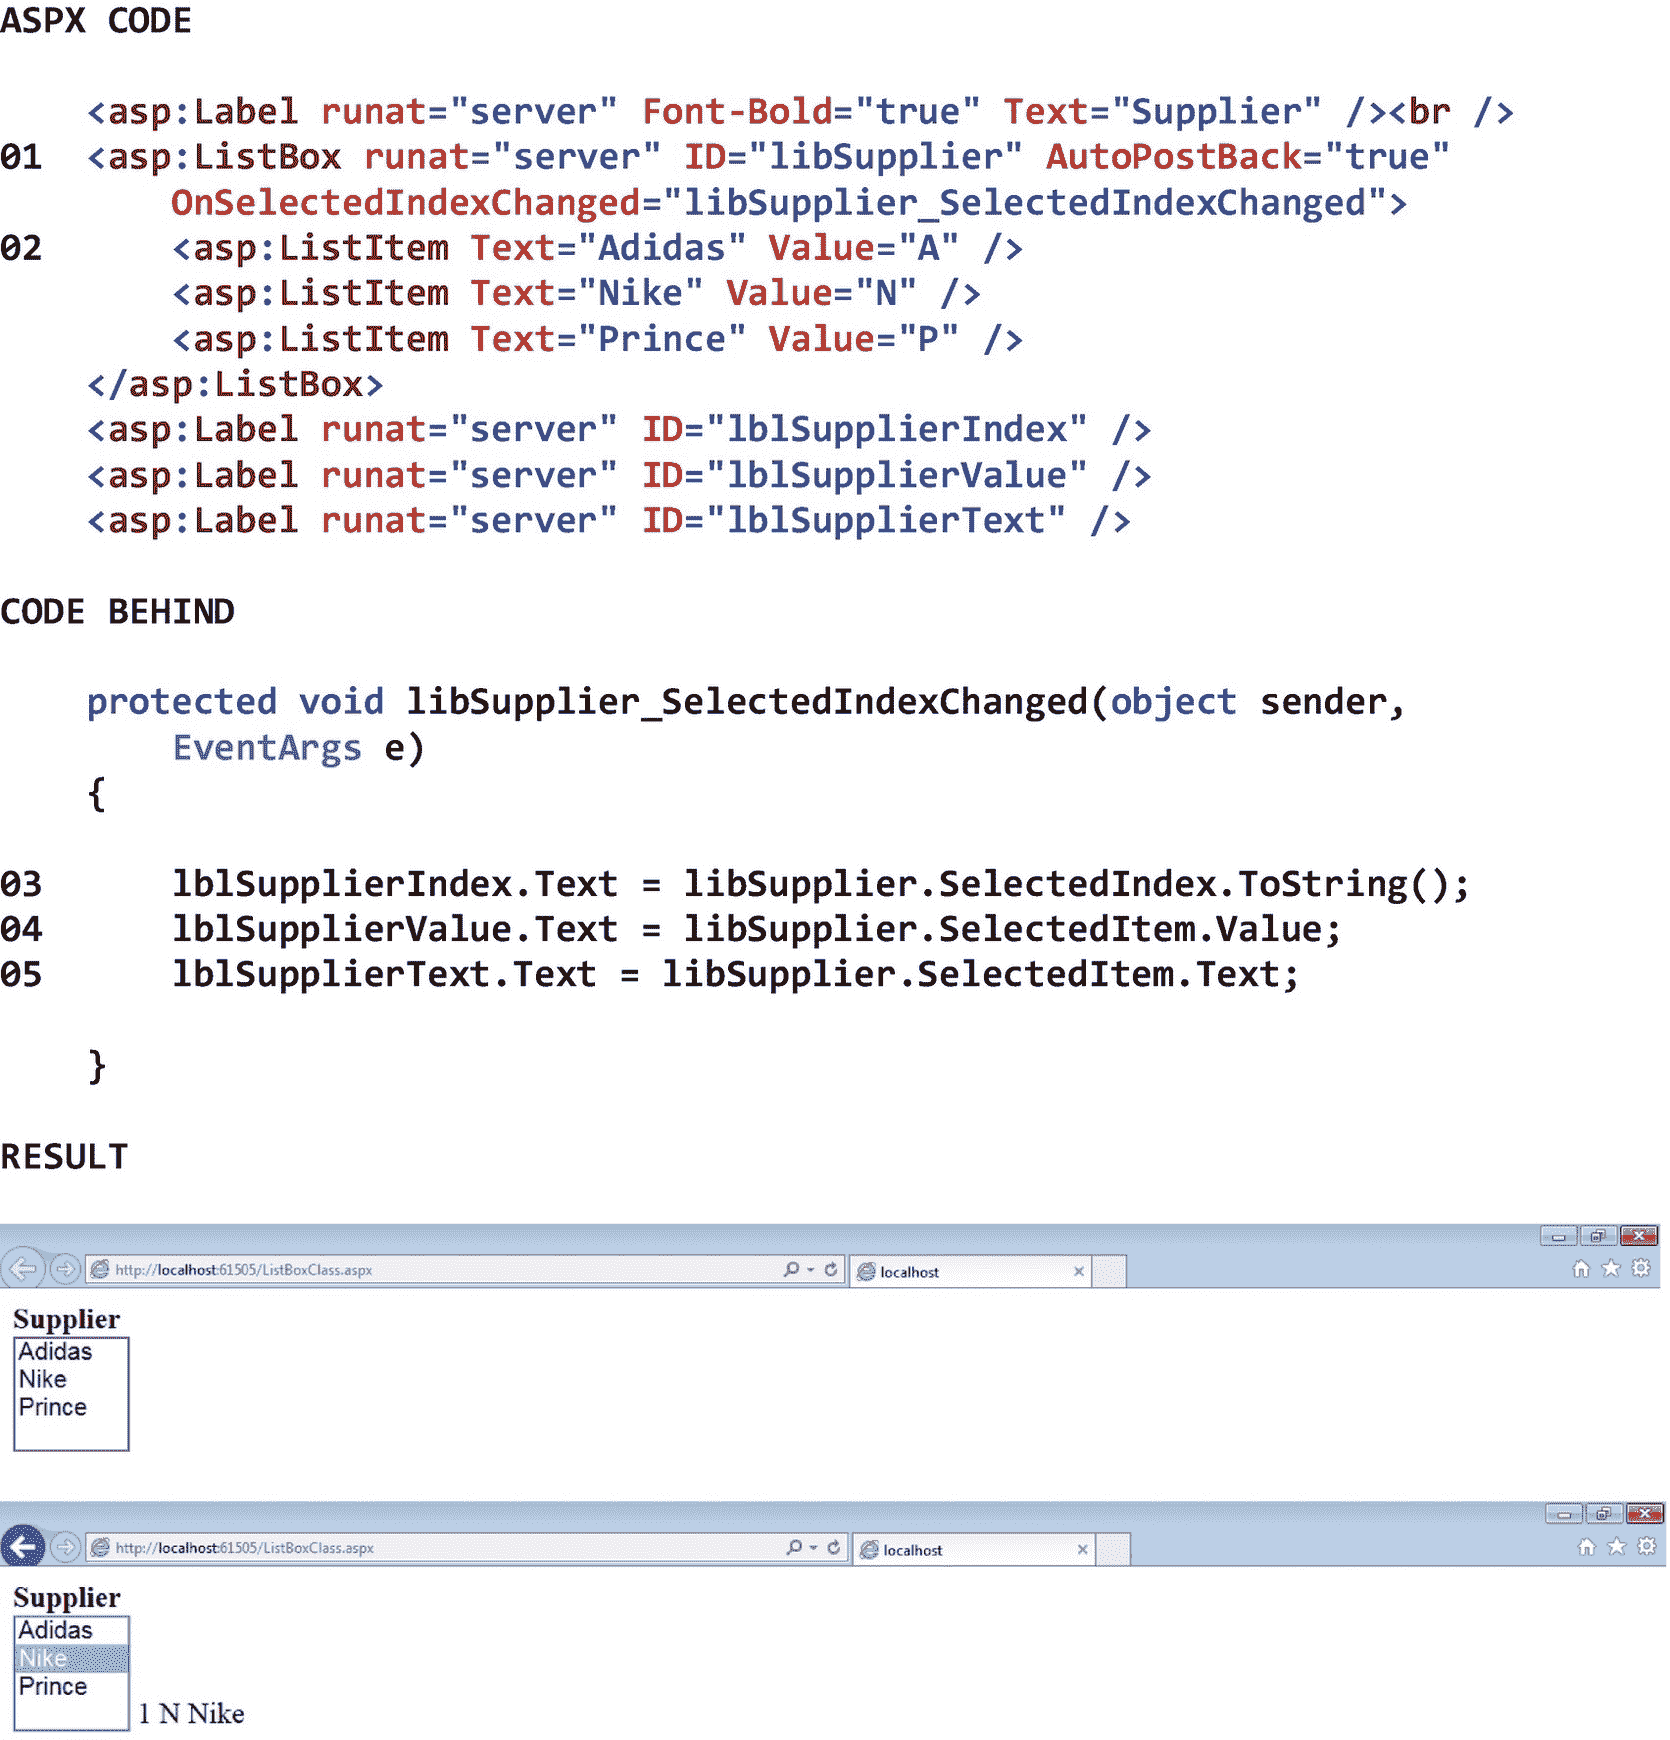 ASPX CODE
<asp:Label runat="server" Font-Bold="true" Text="Supplier" /><br />
01 <asp:ListBox runat="server" ID="libSupplier" AutoPostBack="true"
OnSelectedIndexChanged="libSupplier_SelectedIndexChanged">
02 <asp:ListItem Text="Adidas" Value="A" />
<asp:ListItem Text="Nike" Value="N" />
<asp:ListItem Text="Prince" Value="P" />
</asp:ListBox>
<asp:Label runat="server" ID="lblSupplierIndex" />
<asp:Label runat="server" ID="lblSupplierValue" />
<asp:Label runat="server" ID="lblSupplierText" />
CODE BEHIND
protected void libSupplier_SelectedIndexChanged(object sender,
EventArgs e)
{
03 lblSupplierIndex.Text = libSupplier.SelectedIndex.ToString();
04 lblSupplierValue.Text = libSupplier.SelectedItem.Value;
05 lblSupplierText.Text = libSupplier.SelectedItem.Text;
}
RESULT
http://localhost:61505/ListBoxClass.aspx localhost
Supplier
Adidas
Nike
Prince
http://localhost:61505/ListBoxClass.aspx localhost
Supplier
Adidas
Nike
Prince
1 N Nike